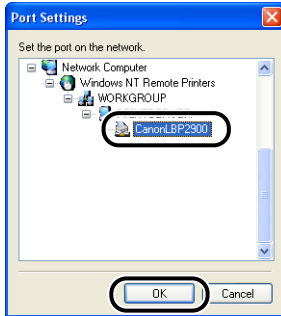 Port Settings
Set the port on the network.
Network Computer
Windows NT Remote Printers
WORKGROUP
CanonLBP2900
OK
Cancel